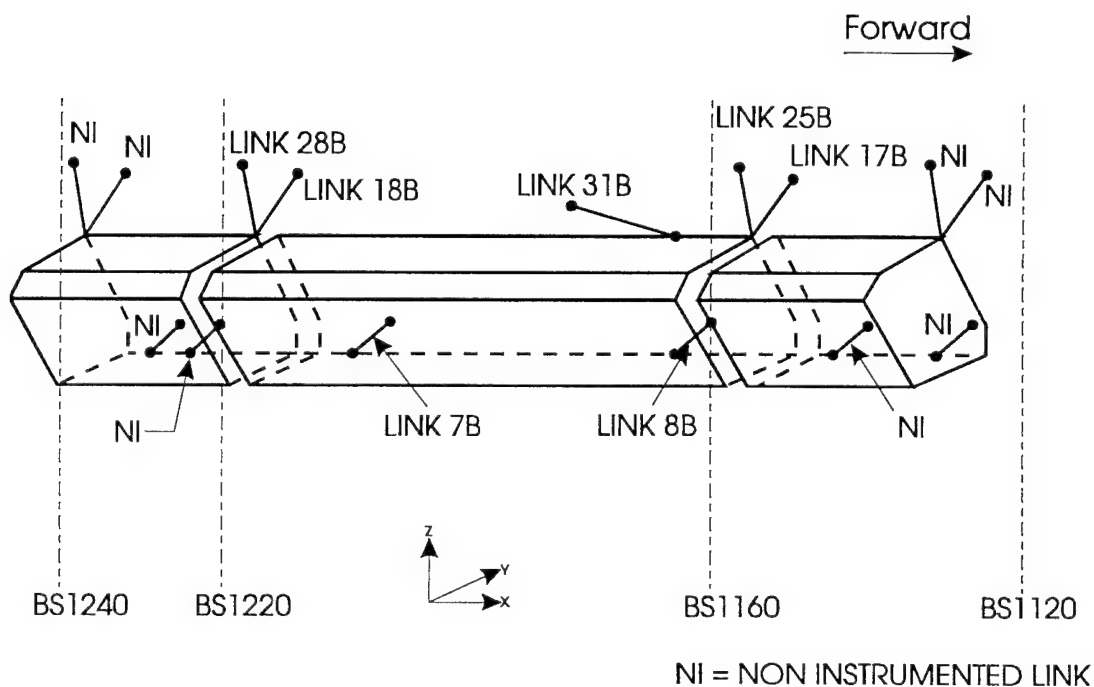 Forward
NI
NI
LINK 28B
LINK 18B
LINK 31B
LINK 25B
LINK 17B
NI
NI
NI
NI
NI
LINK 7B
LINK 8B
NI
Z
Y
X
BS1240
BS1220
BS1160
BS1120
NI = NON INSTRUMENTED LINK